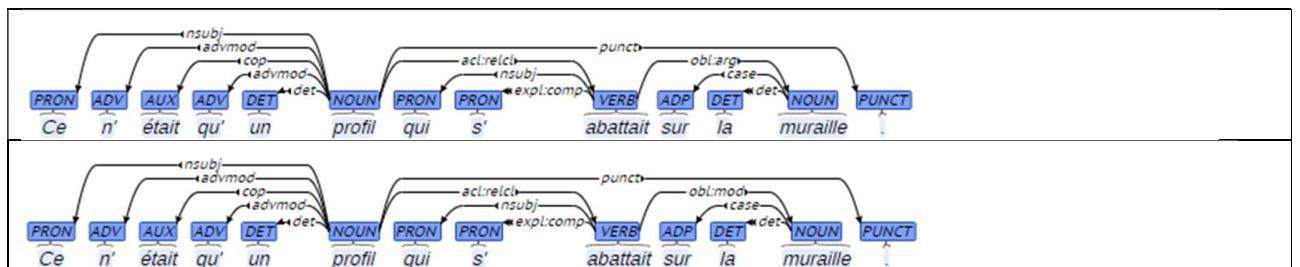 nsubj punct
advmod
cop acl:relcl obl:arg
advmod nsubj case
det expl:comp det
PRON ADV AUX ADV DET NOUN PRON PRON VERB ADP DET NOUN PUNCT
Ce n' était qu' un profil qui s' abattait sur la muraille .
nsubj
advmod punct
cop acl:relcl obl:mod
advmod nsubj case
det expl:comp det
PRON ADV AUX ADV DET NOUN PRON PRON VERB ADP DET NOUN PUNCT
Ce n' était qu' un profil qui s' abattait sur la muraille .